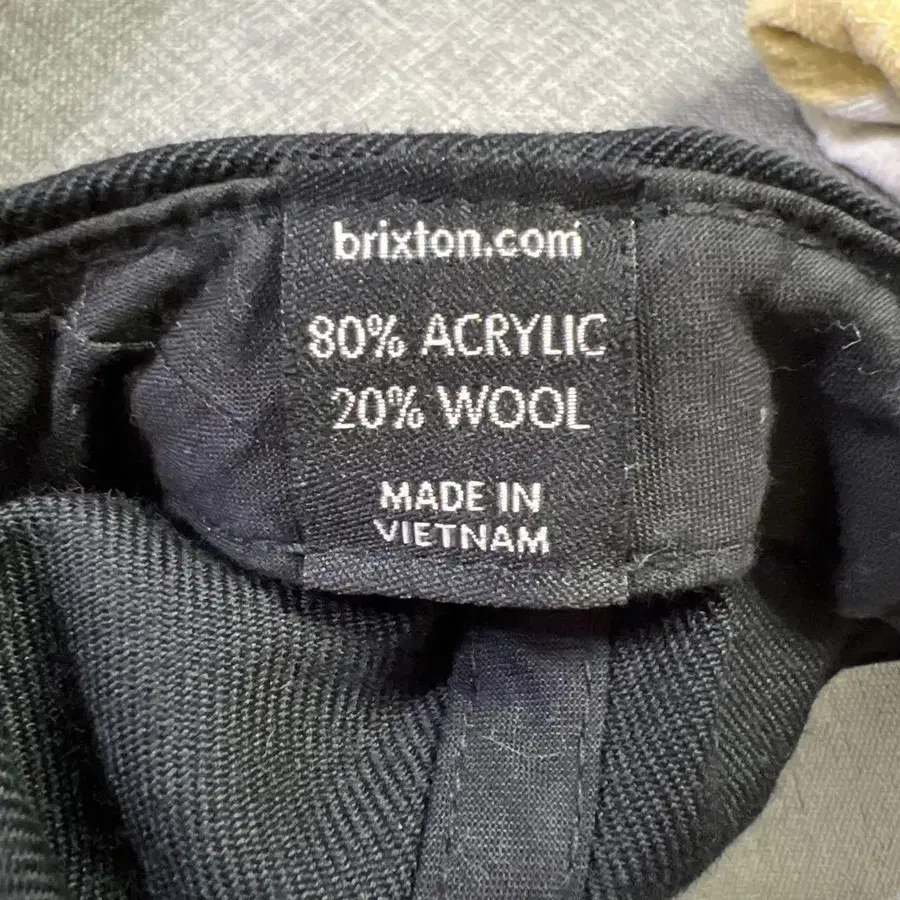 brixton.com
80% ACRYLIC
20% WOOL
MADE IN
VIETNAM